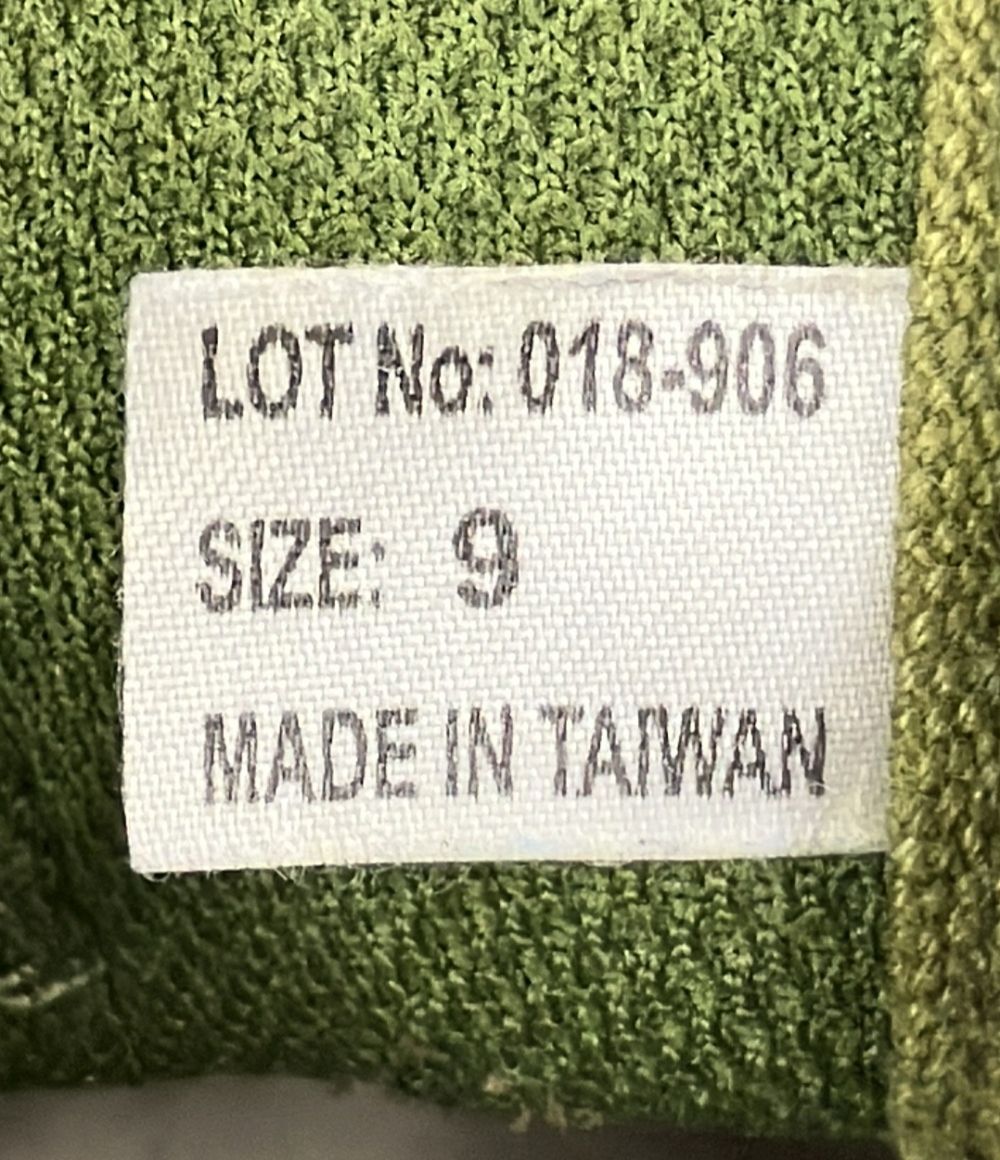 LOT No: 018-906
SIZE: 9
MADE IN TAIWAN